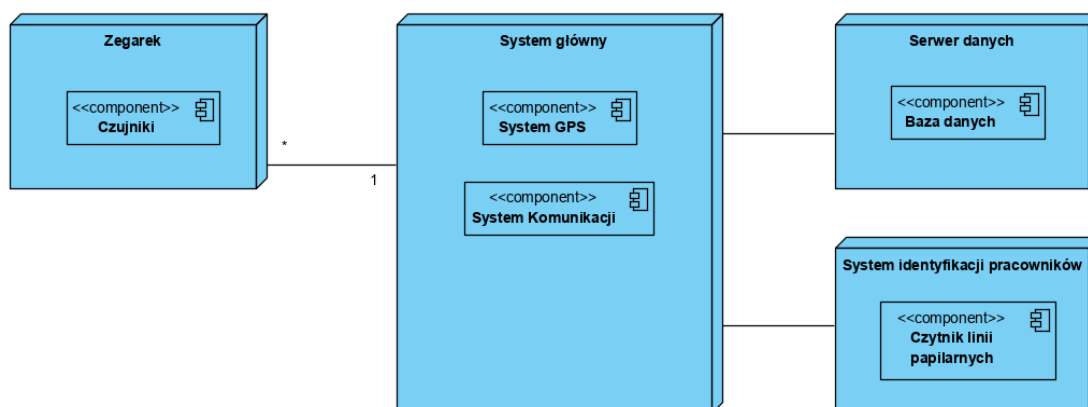 Zegarek
<<component>>
Czujniki
*
1
System główny
<<component>>
System GPS
<<component>>
System Komunikacji
Serwer danych
<<component>>
Baza danych
System identyfikacji pracowników
<<component>>
Czytnik linii
papilarnych